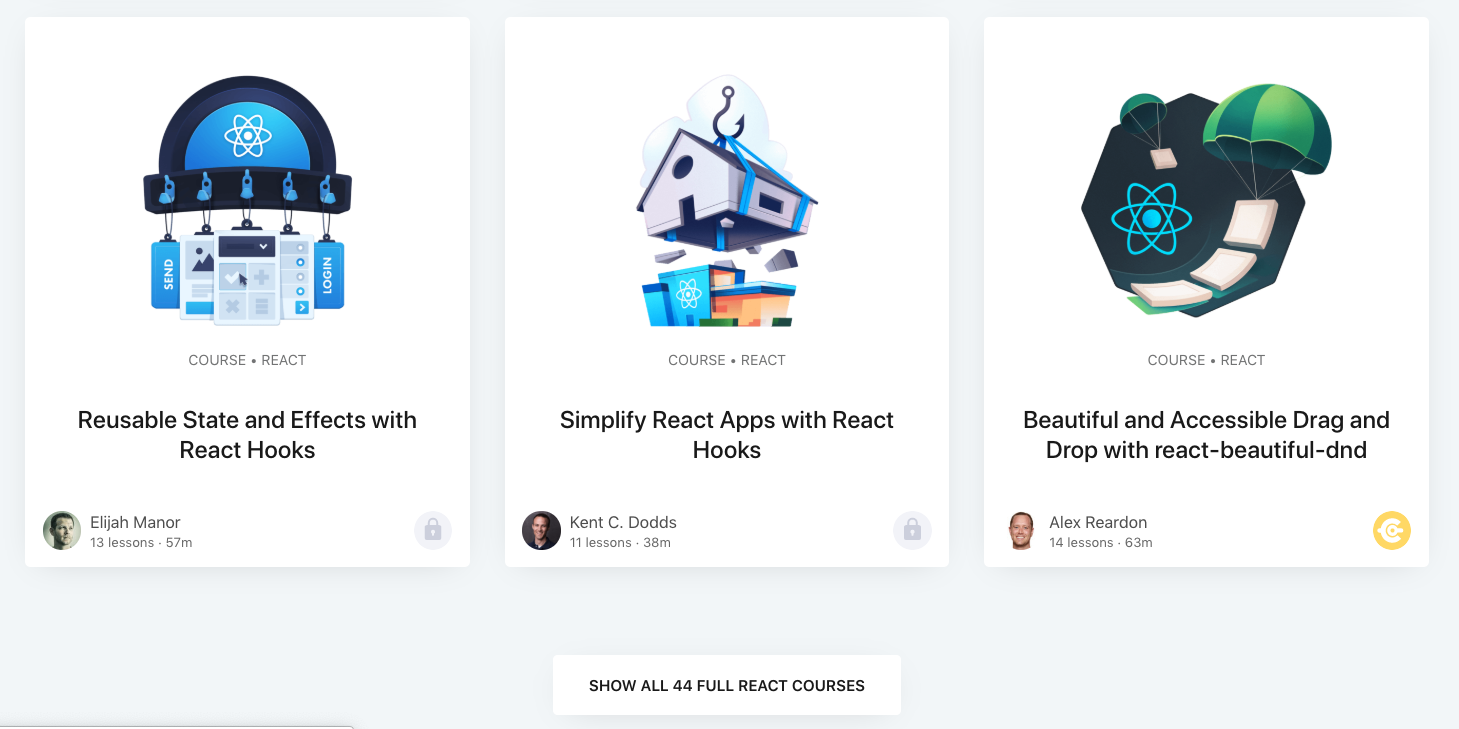 SEND
LOGIN
COURSE • REACT
Reusable State and Effects with
React Hooks
Elijah Manor
13 lessons · 57m
COURSE • REACT
Simplify React Apps with React
Hooks
Kent C. Dodds
11 lessons · 38m
COURSE • REACT
Beautiful and Accessible Drag and
Drop with react-beautiful-dnd
Alex Reardon
14 lessons · 63m
SHOW ALL 44 FULL REACT COURSES